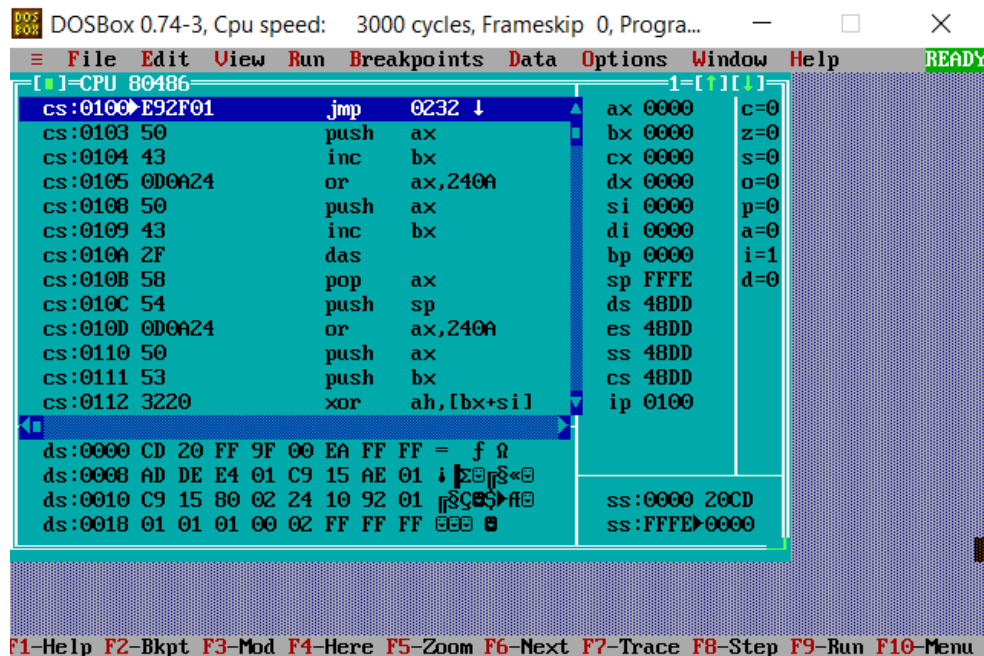 DOSBox 0.74-3, Cpu speed: 3000 cycles, Frameskip 0, Progra...
≡ File Edit View Run Breakpoints Data Options Window Help READY
[■]=CPU 80486 1=[↑][↓]
cs:0100►E92F01 jmp 0232 ↓ ax 0000 c=0
cs:0103 50 push ax bx 0000 z=0
cs:0104 43 inc bx cx 0000 s=0
cs:0105 0D0A24 or ax,240A dx 0000 o=0
cs:0108 50 push ax si 0000 p=0
cs:0109 43 inc bx di 0000 a=0
cs:010A 2F das bp 0000 i=1
cs:010B 58 pop ax sp FFFE d=0
cs:010C 54 push sp ds 48DD
cs:010D 0D0A24 or ax,240A es 48DD
cs:0110 50 push ax ss 48DD
cs:0111 53 push bx cs 48DD
cs:0112 3220 xor ah,[bx+si] ip 0100
ds:0000 CD 20 FF 9F 00 EA FF FF = ƒ Ω
ds:0008 AD DE E4 01 C9 15 AE 01 ¡▐Σ☺╔§«☺
ds:0010 C9 15 80 02 24 10 92 01 ╔§Ç☻$►Æ☺ ss:0000 20CD
ds:0018 01 01 01 00 02 FF FF FF ☺☺☺ ☻ ss:FFFE►0000
F1-Help F2-Bkpt F3-Mod F4-Here F5-Zoom F6-Next F7-Trace F8-Step F9-Run F10-Menu